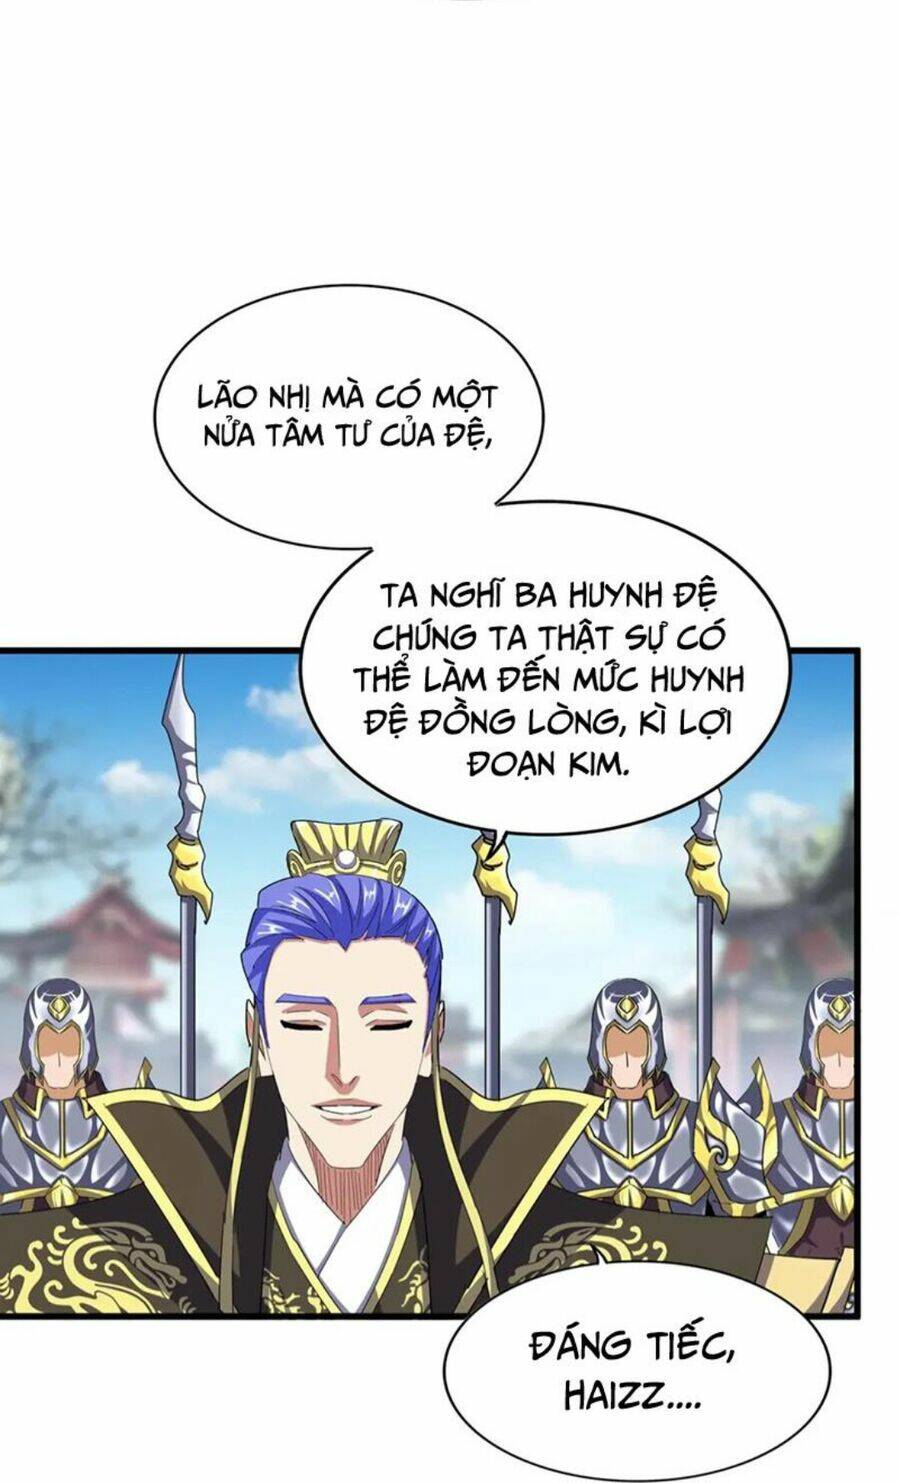 LÃO NHỊ MÀ CÓ MỘT
NỬA TÂM TƯ CỦA ĐỆ,
TA NGHĨ BA HUYNH ĐỆ
CHÚNG TA THẬT SỰ CÓ
THỂ LÀM ĐẾN MỨC HUYNH
ĐỆ ĐỒNG LÒNG, KÌ LỢI
ĐOẠN KIM.
ĐÁNG TIẾC,
HAIZZ....